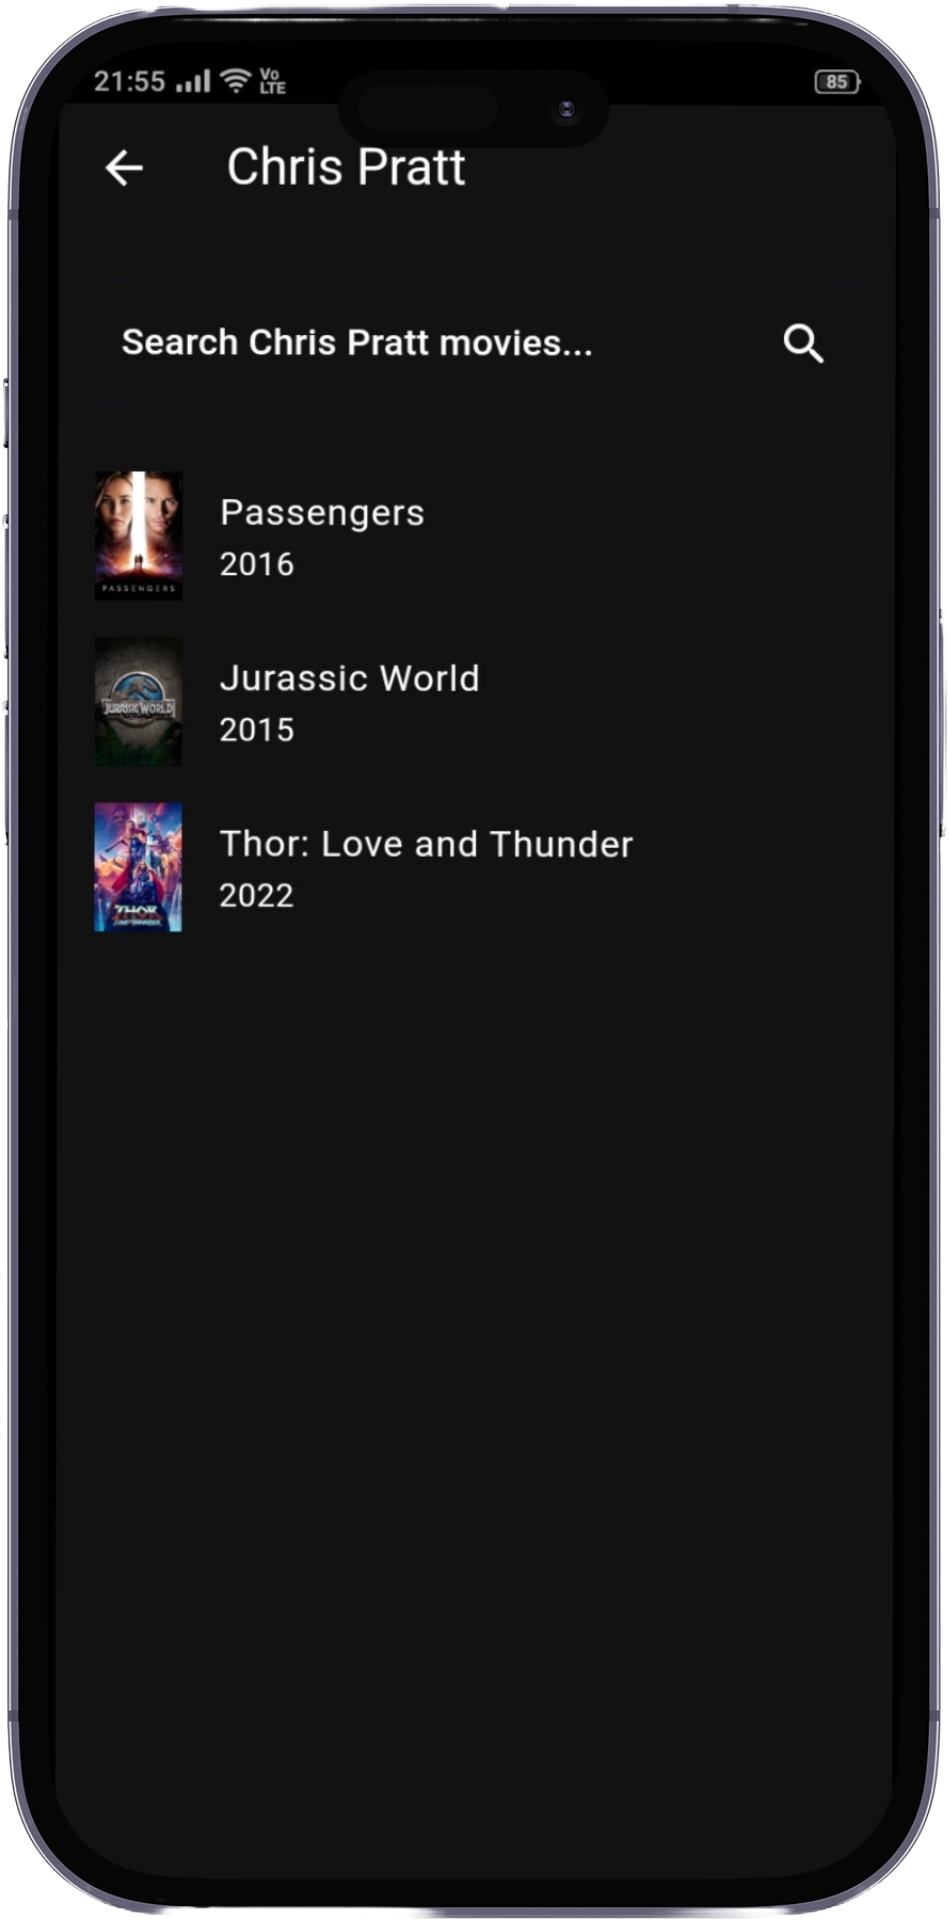 21:55 Vo LTE 85
Chris Pratt
Search Chris Pratt movies...
PASSENGERS
Passengers
2016
JURASSIC WORLD
Jurassic World
2015
THOR
Thor: Love and Thunder
2022